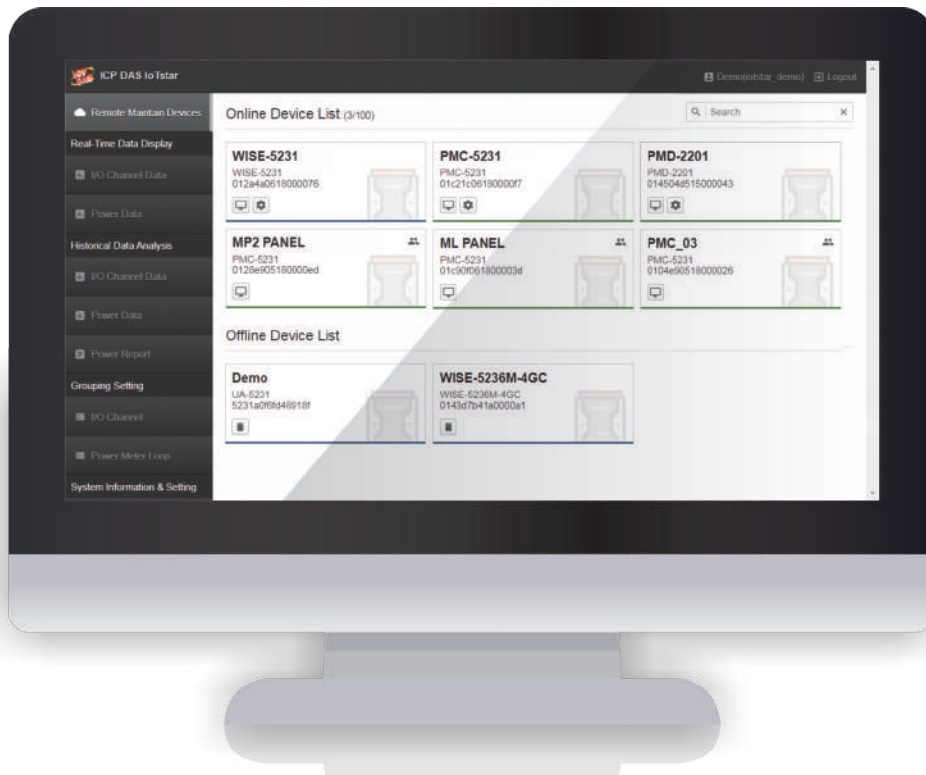 ICP DAS IoTstar
Demo(iotstar_demo) Logout
Remote Maintain Devices
Real-Time Data Display
I/O Channel Data
Power Data
Historical Data Analysis
I/O Channel Data
Power Data
Power Report
Grouping Setting
I/O Channel
Power Meter Loop
System Information & Setting
Online Device List (3/100)
Search
WISE-5231
WISE-5231
012a4a0618000076
PMC-5231
PMC-5231
01c21c06180000f7
PMD-2201
PMD-2201
014504d515000043
MP2 PANEL
PMC-5231
0128e905180000ed
ML PANEL
PMC-5231
01c90f061800003d
PMC_03
PMC-5231
0104e90518000026
Offline Device List
Demo
UA-5231
5231a0f6fd48918f
WISE-5236M-4GC
WISE-5236M-4GC
0143d7b41a0000a1